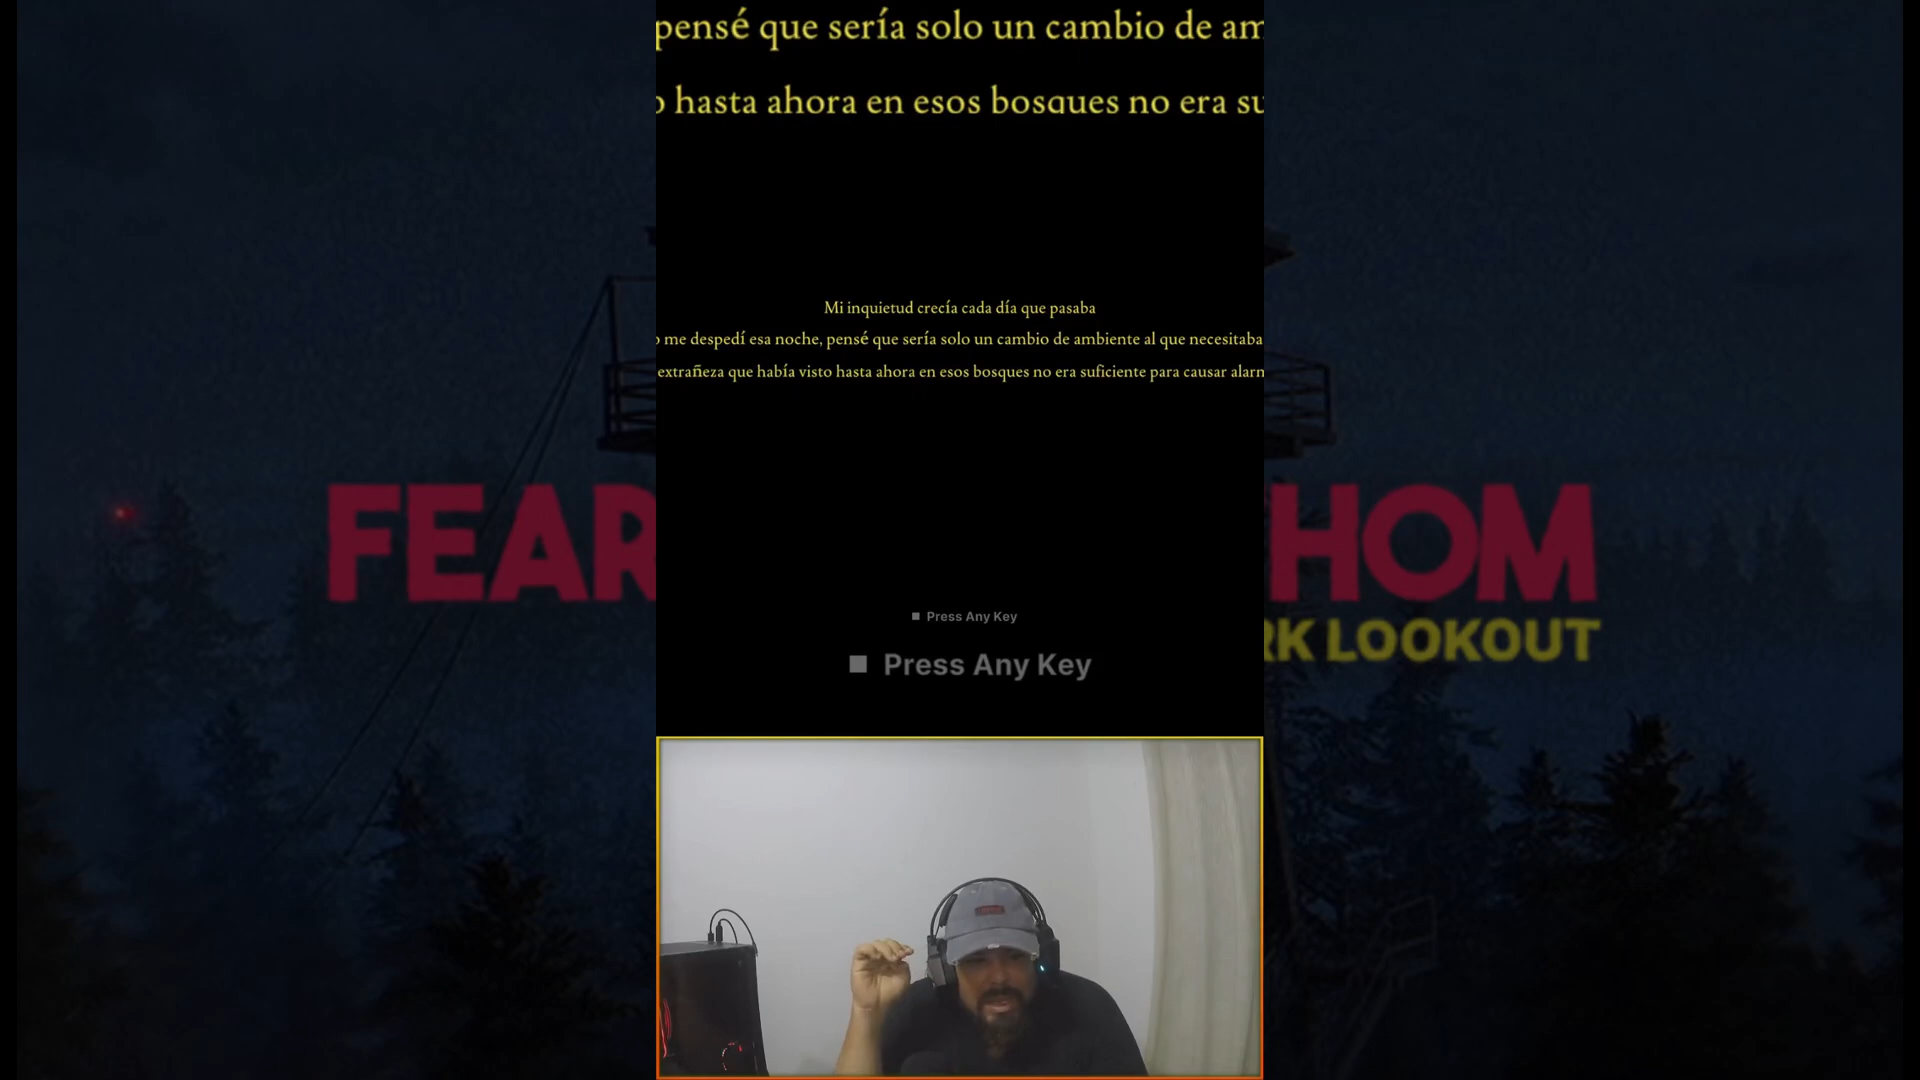 pensé que sería solo un cambio de am
o hasta ahora en esos bosques no era su
Mi inquietud crecía cada día que pasaba
o me despedí esa noche, pensé que sería solo un cambio de ambiente al que necesitaba
extrañeza que había visto hasta ahora en esos bosques no era suficiente para causar alarm
FEAR HOM
RK LOOKOUT
Press Any Key
Press Any Key